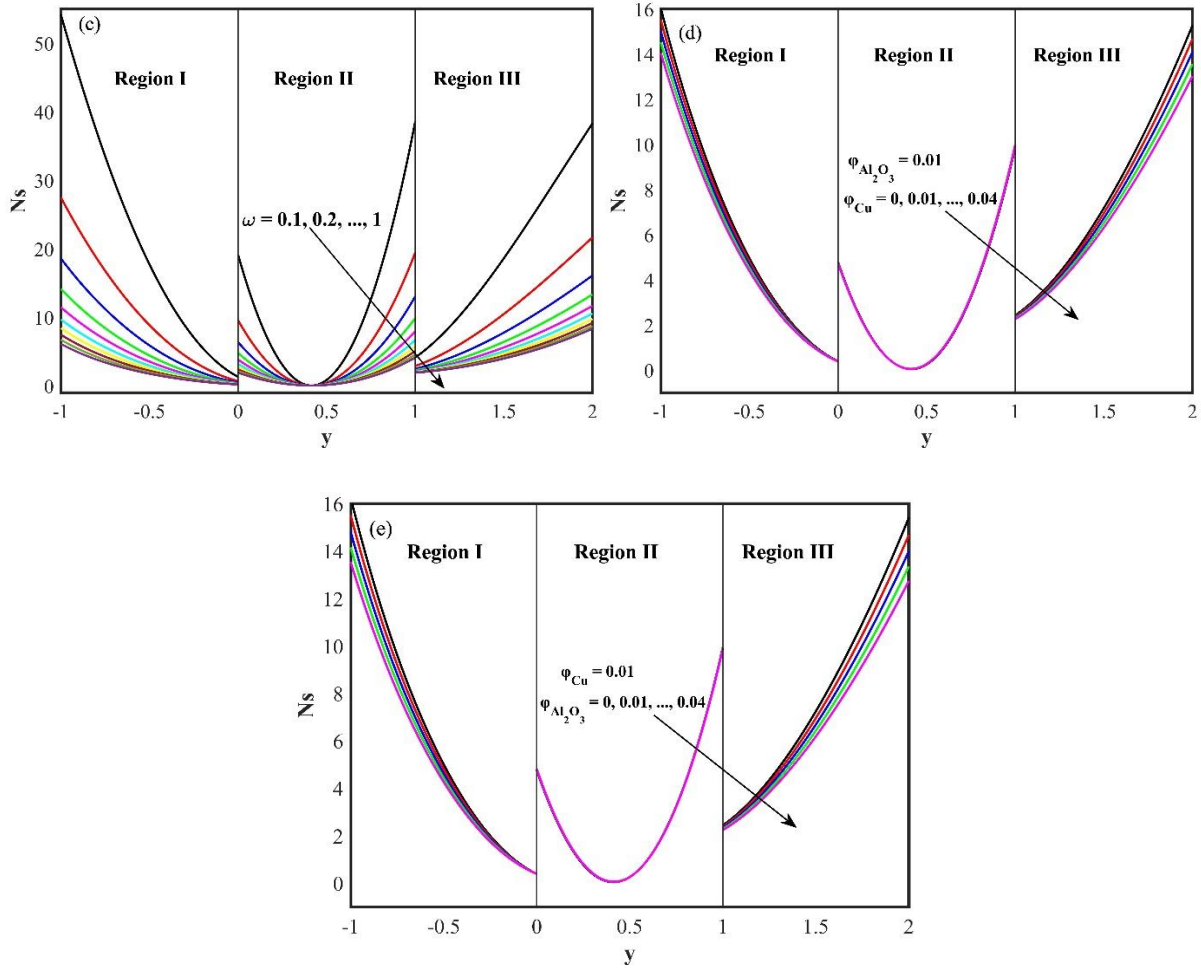 (c)
Region I
Region II
Region III
ω = 0.1, 0.2, ..., 1
Ns
50
40
30
20
10
0
-1
-0.5
0
0.5
1
1.5
2
y
(d)
Region I
Region II
Region III
φAl2O3 = 0.01
φCu = 0, 0.01, ..., 0.04
Ns
16
14
12
10
8
6
4
2
0
-1
-0.5
0
0.5
1
1.5
2
y
(e)
Region I
Region II
Region III
φCu = 0.01
φAl2O3 = 0, 0.01, ..., 0.04
Ns
16
14
12
10
8
6
4
2
0
-1
-0.5
0
0.5
1
1.5
2
y